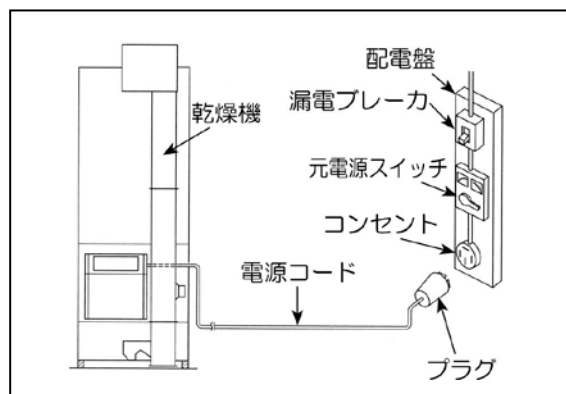 配電盤
漏電ブレーカ
乾燥機
元電源スイッチ
コンセント
電源コード
プラグ